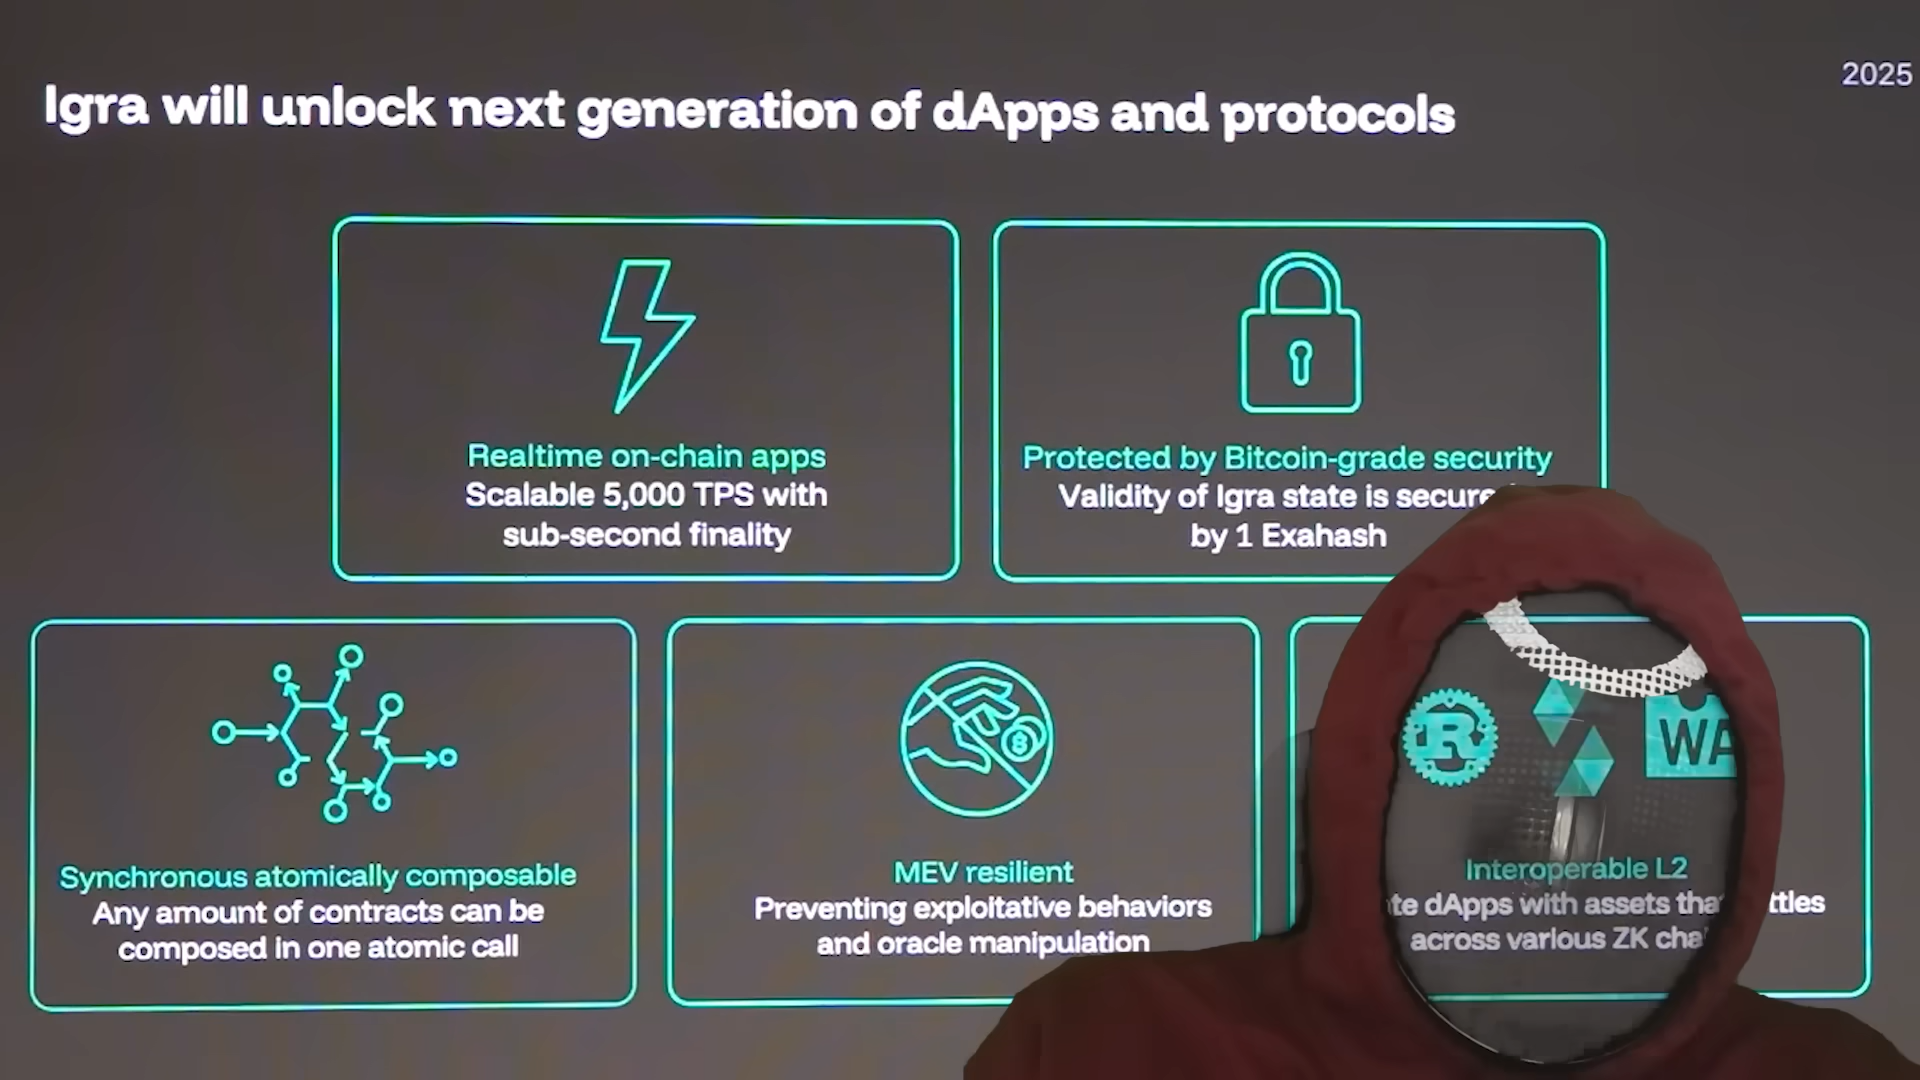 2025
Igra will unlock next generation of dApps and protocols
Realtime on-chain apps
Scalable 5,000 TPS with
sub-second finality
Protected by Bitcoin-grade security
Validity of Igra state is
by 1 Exahash
Synchronous atomically composable
Any amount of contracts can be
composed in one atomic call
MEV resilient
Preventing exploitative behaviors
and oracle manipulation
R
WA
Interoperable L2
dApps with assets
across various ZK